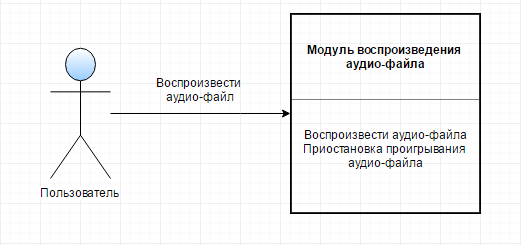 Модуль воспроизведения
аудио-файла
Воспроизвести
аудио-файл
Воспроизвести аудио-файла
Приостановка проигрывания
аудио-файла
Пользователь